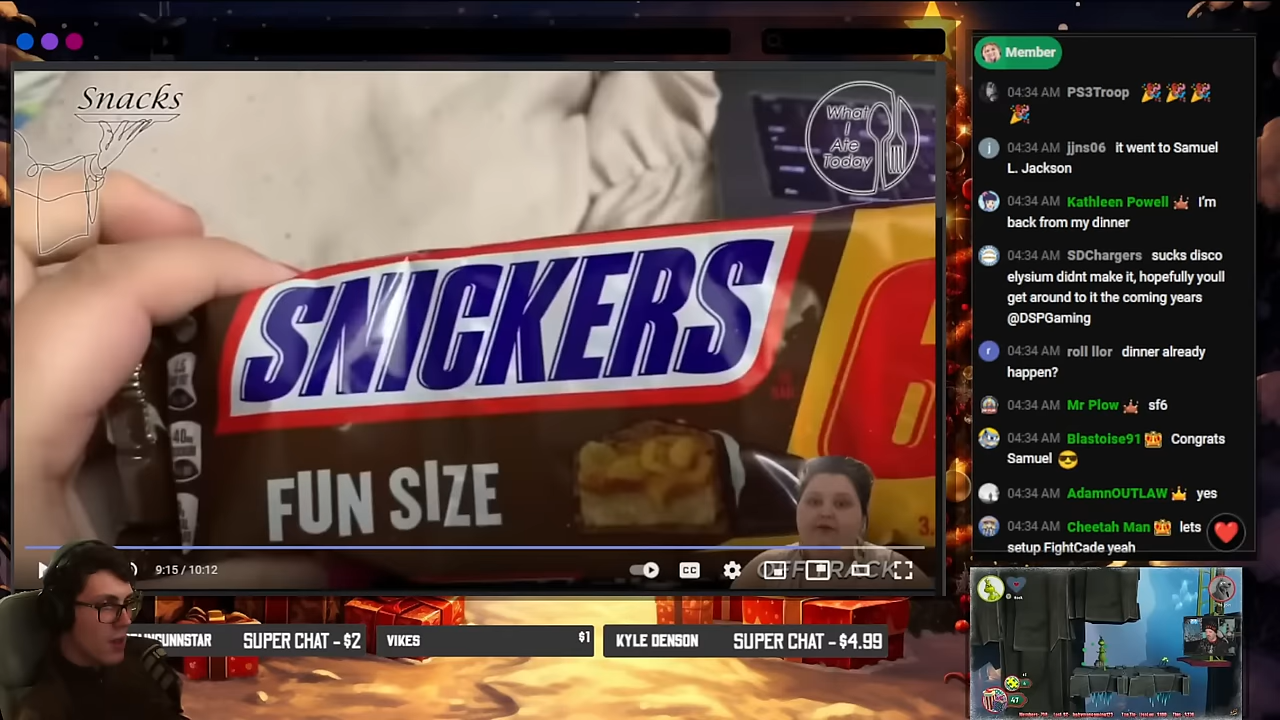 Snacks
What
I
Ate
Today
SNICKERS
FUN SIZE
6
9:15 / 10:12
CC
OFF TRACK
SUPER CHAT – $2
VIKES
$1
KYLE DENSON
SUPER CHAT – $4.99
Member
04:34 AM PS3Troop
04:34 AM jjns06 it went to Samuel
L. Jackson
04:34 AM Kathleen Powell I'm
back from my dinner
04:34 AM SDChargers sucks disco
elysium didnt make it, hopefully youll
get around to it the coming years
@DSPGaming
04:34 AM roll llor dinner already
happen?
04:34 AM Mr Plow sf6
04:34 AM Blastoise91 Congrats
Samuel
04:34 AM AdamnOUTLAW yes
04:34 AM Cheetah Man lets
setup FightCade yeah
47